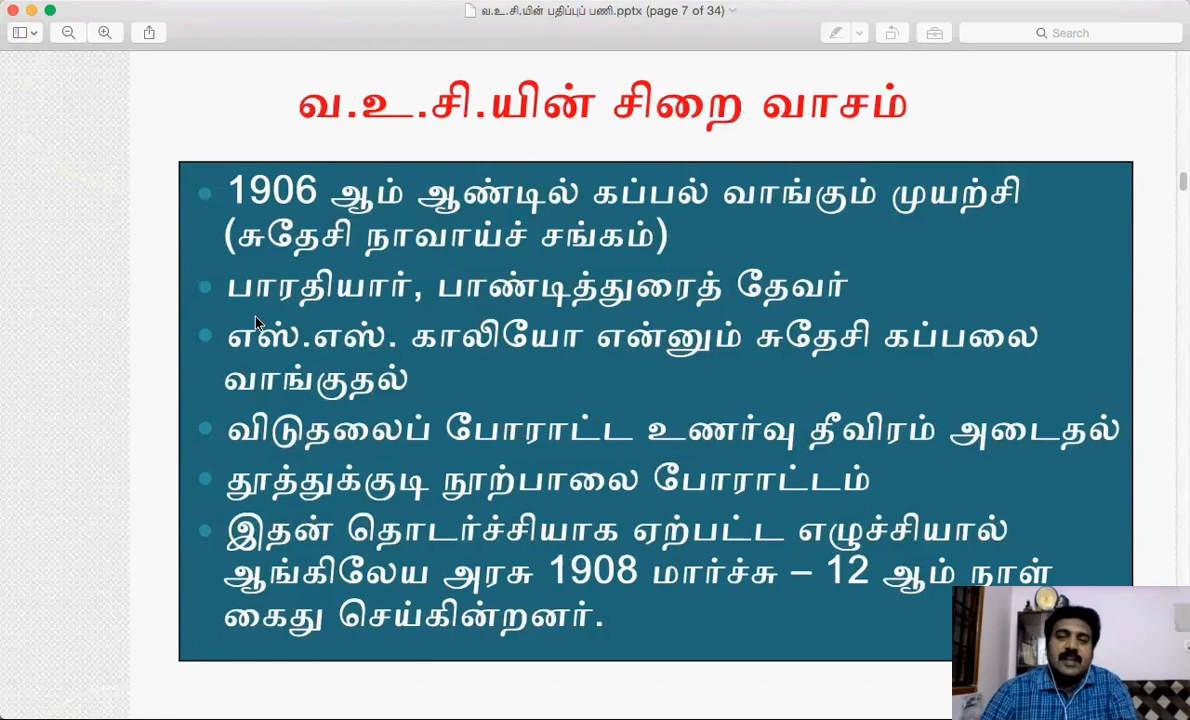 வ.உ.சி.யின் பதிப்புப் பணி.pptx (page 7 of 34)
Search
வ.உ.சி.யின் சிறை வாசம்
1906 ஆம் ஆண்டில் கப்பல் வாங்கும் முயற்சி
(சுதேசி நாவாய்ச் சங்கம்)
பாரதியார், பாண்டித்துரைத் தேவர்
எஸ்.எஸ். காலியோ என்னும் சுதேசி கப்பலை
வாங்குதல்
விடுதலைப் போராட்ட உணர்வு தீவிரம் அடைதல்
தூத்துக்குடி நூற்பாலை போராட்டம்
இதன் தொடர்ச்சியாக ஏற்பட்ட எழுச்சியால்
ஆங்கிலேய அரசு 1908 மார்ச்சு – 12 ஆம் நாள்
கைது செய்கின்றனர்.